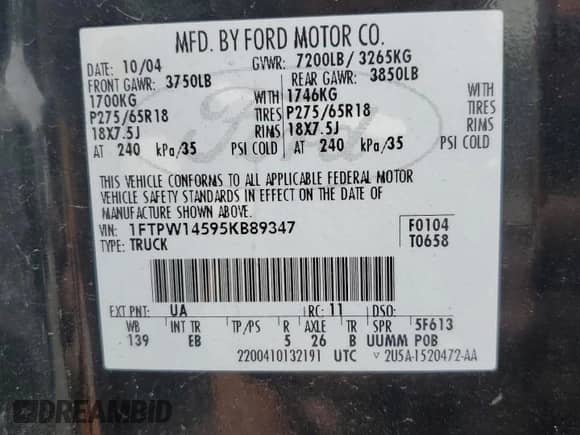 MFD. BY FORD MOTOR CO.
DATE: 10/04 GVWR: 7200LB/ 3265KG
FRONT GAWR: 3750LB REAR GAWR: 3850LB
1700KG WITH 1746KG WITH
P275/65R18 TIRES P275/65R18 TIRES
18X7.5J RIMS 18X7.5J RIMS
AT 240 kPa/35 PSI COLD AT 240 kPa/35 PSI COLD
Ford
THIS VEHICLE CONFORMS TO ALL APPLICABLE FEDERAL MOTOR
VEHICLE SAFETY STANDARDS IN EFFECT ON THE DATE OF
MANUFACTURE SHOWN ABOVE.
VIN: 1FTPW14595KB89347 F0104
TYPE: TRUCK T0658
EXT PNT: UA RC: 11 DSO:
WB INT TR TP/PS R AXLE TR SPR 5F613
139 EB 5 26 B UUMM POB
2200410132191 UTC 2U5A-1520472-AA
DREAMBID